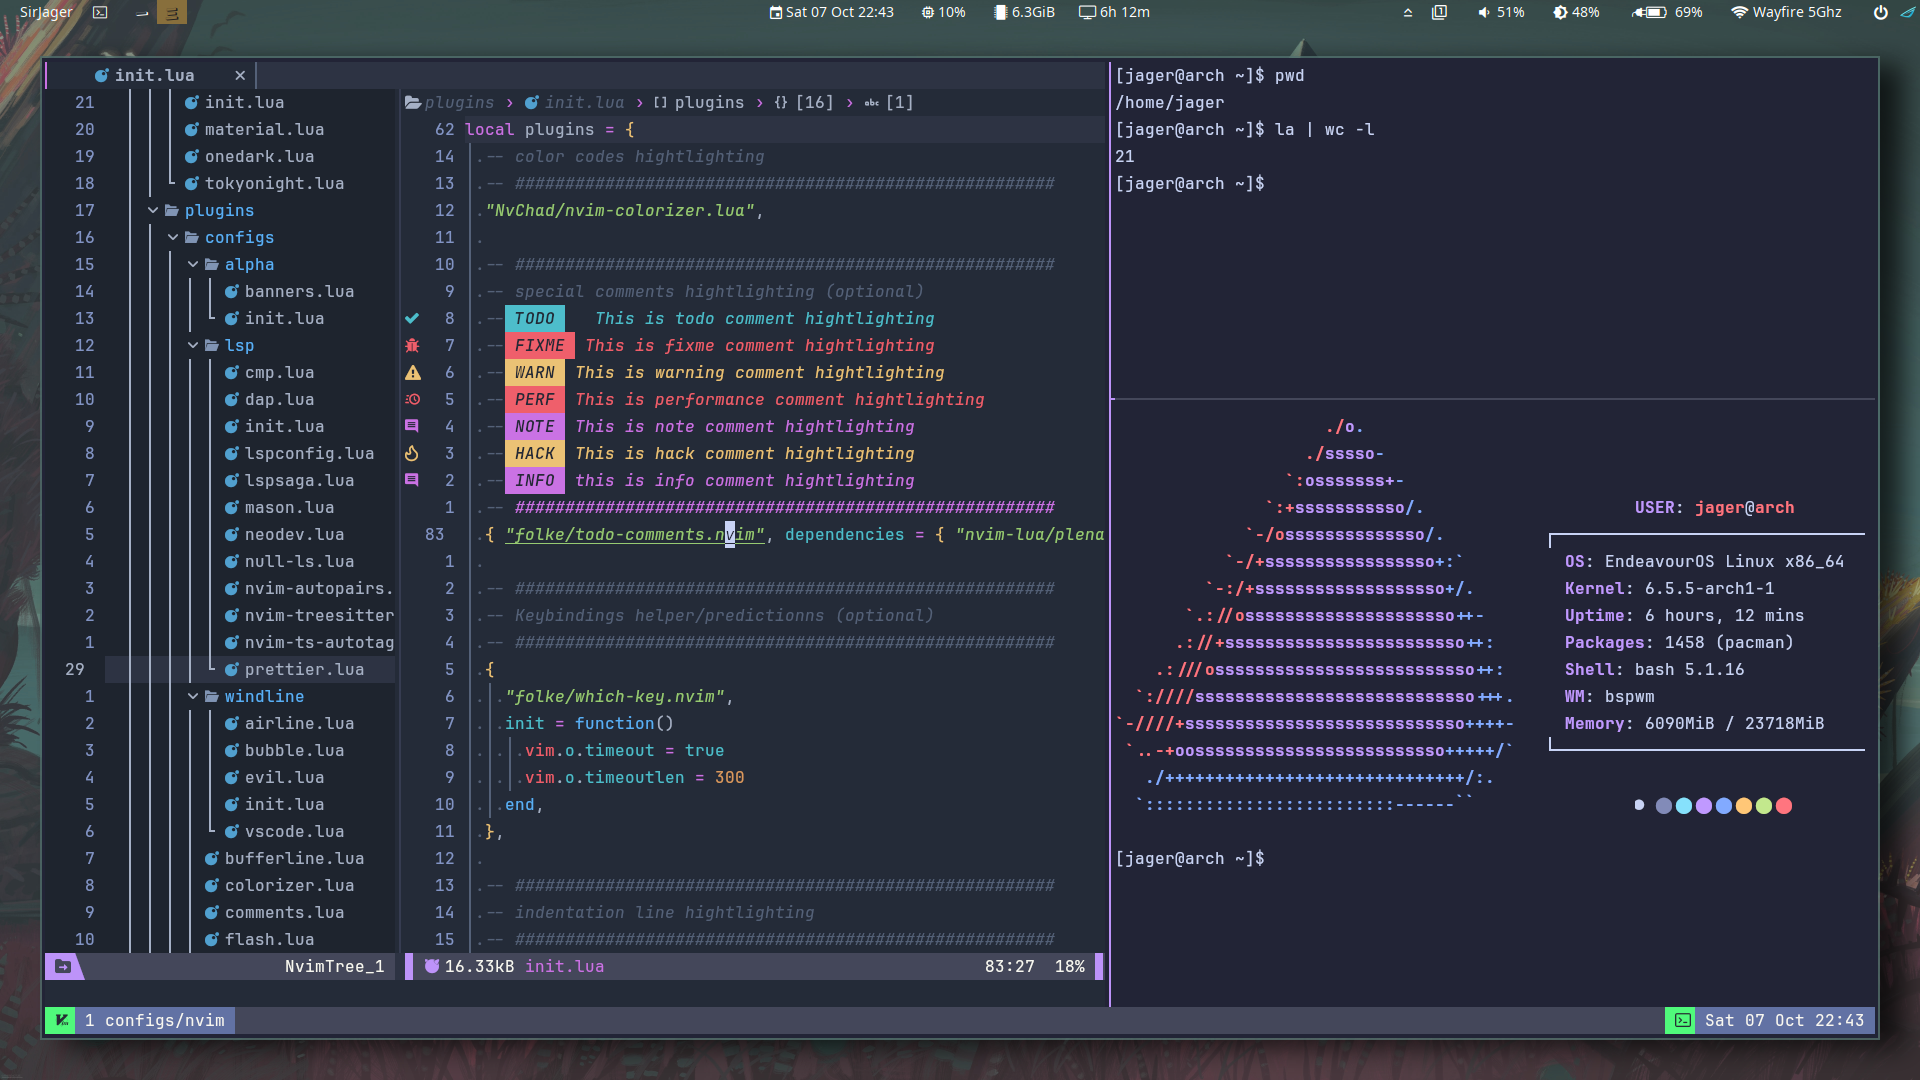 SirJager
Sat 07 Oct 22:43 10% 6.3GiB 6h 12m
51% 48% 69% Wayfire 5Ghz
init.lua ✕
21 init.lua
20 material.lua
19 onedark.lua
18 tokyonight.lua
17 plugins
16 configs
15 alpha
14 banners.lua
13 init.lua
12 lsp
11 cmp.lua
10 dap.lua
9 init.lua
8 lspconfig.lua
7 lspsaga.lua
6 mason.lua
5 neodev.lua
4 null-ls.lua
3 nvim-autopairs.
2 nvim-treesitter
1 nvim-ts-autotag
29 prettier.lua
1 windline
2 airline.lua
3 bubble.lua
4 evil.lua
5 init.lua
6 vscode.lua
7 bufferline.lua
8 colorizer.lua
9 comments.lua
10 flash.lua
NvimTree_1
plugins › init.lua › [] plugins › {} [16] › abc [1]
62 local plugins = {
14 .-- color codes hightlighting
13 .-- ######################################################
12 ."NvChad/nvim-colorizer.lua",
11 .
10 .-- ######################################################
9 .-- special comments hightlighting (optional)
8 .-- TODO This is todo comment hightlighting
7 .-- FIXME This is fixme comment hightlighting
6 .-- WARN This is warning comment hightlighting
5 .-- PERF This is performance comment hightlighting
4 .-- NOTE This is note comment hightlighting
3 .-- HACK This is hack comment hightlighting
2 .-- INFO this is info comment hightlighting
1 .-- ######################################################
83 .{ "folke/todo-comments.nvim", dependencies = { "nvim-lua/plena
1 .
2 .-- ######################################################
3 .-- Keybindings helper/predictionns (optional)
4 .-- ######################################################
5 .{
6 . ."folke/which-key.nvim",
7 . .init = function()
8 . . .vim.o.timeout = true
9 . . .vim.o.timeoutlen = 300
10 . .end,
11 .},
12 .
13 .-- ######################################################
14 .-- indentation line hightlighting
15 .-- ######################################################
16.33kB init.lua 83:27 18%
[jager@arch ~]$ pwd
/home/jager
[jager@arch ~]$ la | wc -l
21
[jager@arch ~]$
./o.
./sssso-
`:osssssss+-
`:+sssssssssso/.
`-/ossssssssssssso/.
`-/+sssssssssssssssso+:`
`-:/+sssssssssssssssssso+/.
`.://osssssssssssssssssssso++-
.://+ssssssssssssssssssssssso++:
.:///ossssssssssssssssssssssssso++:
`:////ssssssssssssssssssssssssssso+++.
`-////+ssssssssssssssssssssssssssso++++-
`..-+oosssssssssssssssssssssssso+++++/`
./++++++++++++++++++++++++++++++/:.
`:::::::::::::::::::::::::------``
USER: jager@arch
OS: EndeavourOS Linux x86_64
Kernel: 6.5.5-arch1-1
Uptime: 6 hours, 12 mins
Packages: 1458 (pacman)
Shell: bash 5.1.16
WM: bspwm
Memory: 6090MiB / 23718MiB
[jager@arch ~]$
1 configs/nvim
Sat 07 Oct 22:43